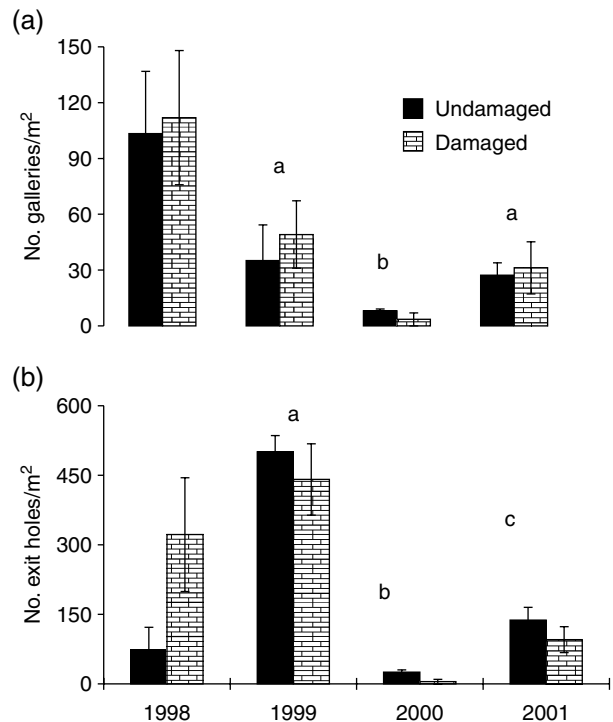 (a)
150
120
90
60
30
0
No. galleries/m²
Undamaged
Damaged
a
b
a
(b)
600
450
300
150
0
No. exit holes/m²
a
b
c
1998 1999 2000 2001